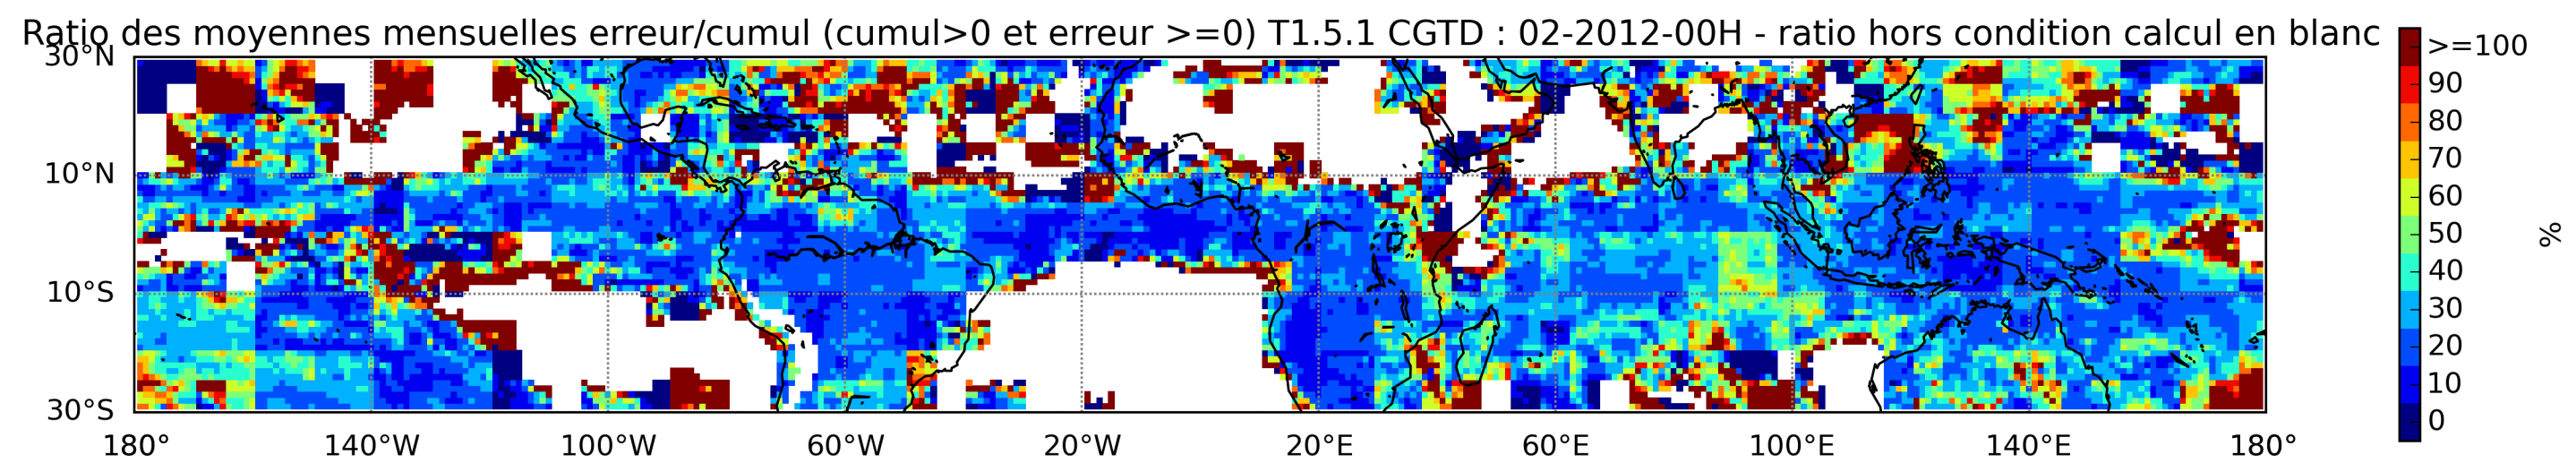 Ratio des moyennes mensuelles erreur/cumul (cumul>0 et erreur >=0) T1.5.1 CGTD : 02-2012-00H - ratio hors condition calcul en blanc
30°N
10°N
10°S
30°S
180° 140°W 100°W 60°W 20°W 20°E 60°E 100°E 140°E 180°
>=100
90
80
70
60
50
40
30
20
10
0
%